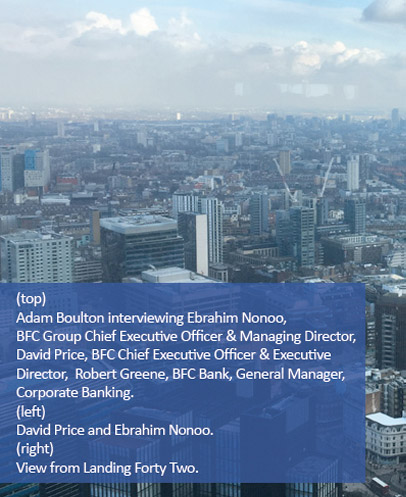 (top)
Adam Boulton interviewing Ebrahim Nonoo,
BFC Group Chief Executive Officer & Managing Director,
David Price, BFC Chief Executive Officer & Executive
Director,  Robert Greene, BFC Bank, General Manager,
Corporate Banking.
(left)
David Price and Ebrahim Nonoo.
(right)
View from Landing Forty Two.